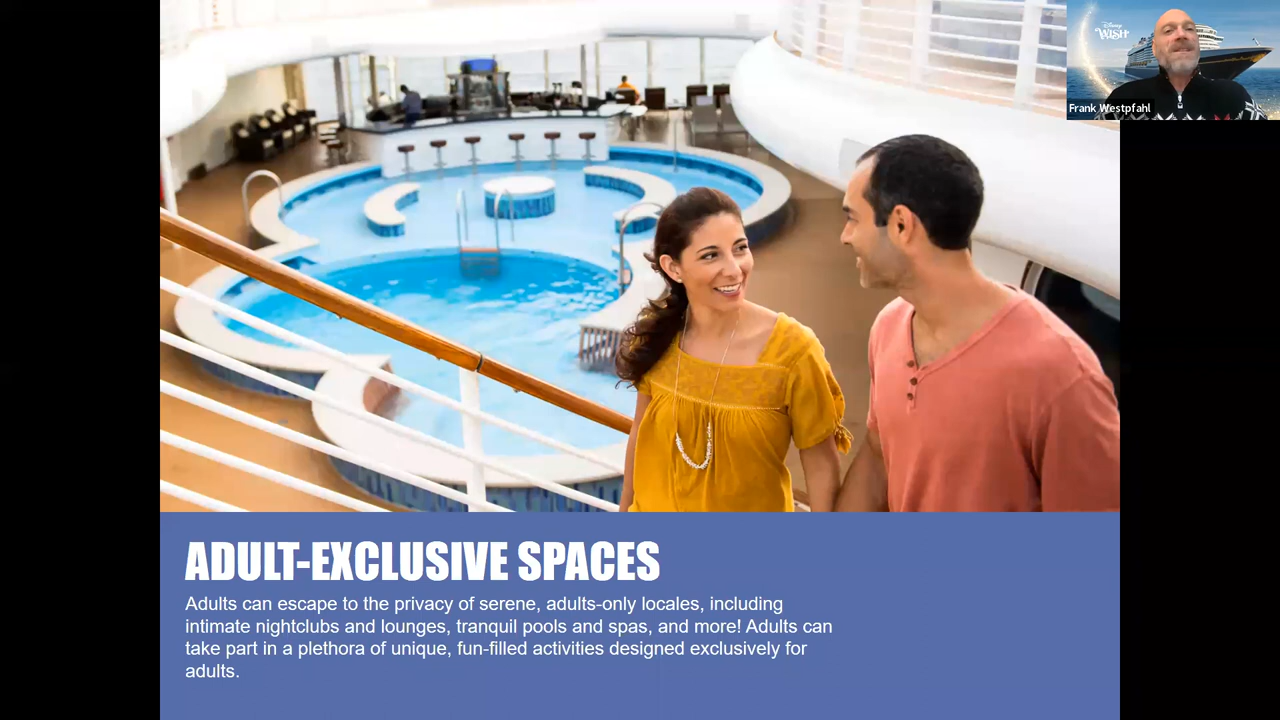 Disney
WISH
Frank Westpfahl
ADULT-EXCLUSIVE SPACES
Adults can escape to the privacy of serene, adults-only locales, including
intimate nightclubs and lounges, tranquil pools and spas, and more! Adults can
take part in a plethora of unique, fun-filled activities designed exclusively for
adults.